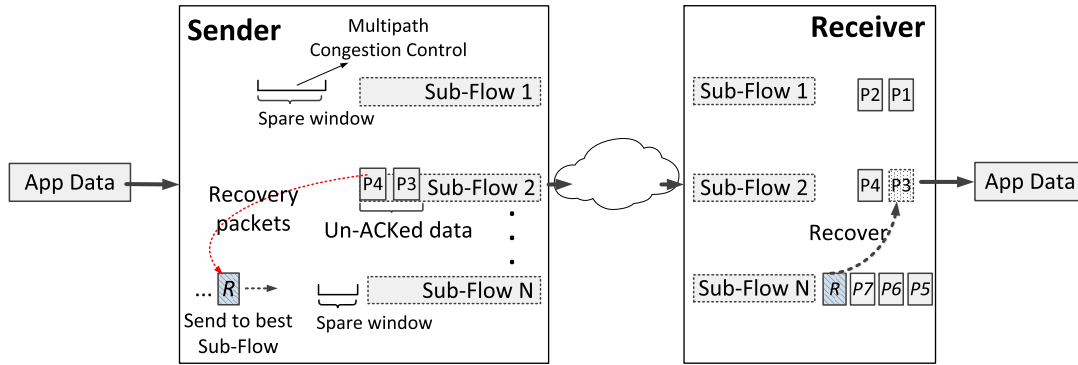 Sender
Multipath
Congestion Control
Sub-Flow 1
Spare window
App Data
Recovery
packets
P4 P3 Sub-Flow 2
Un-ACKed data
... R
Sub-Flow N
Send to best
Sub-Flow
Spare window
Receiver
Sub-Flow 1 P2 P1
Sub-Flow 2 P4 P3
App Data
Recover
Sub-Flow N R P7 P6 P5